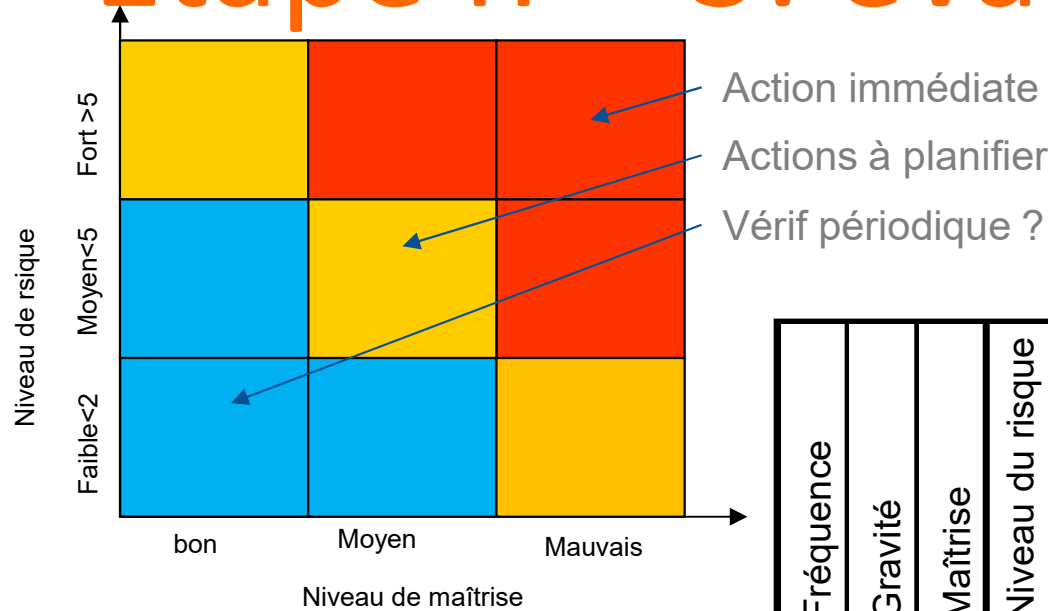 Fort >5
Moyen<5
Faible<2
Niveau de rsique
bon
Moyen
Mauvais
Niveau de maîtrise
Action immédiate
Actions à planifier
Vérif périodique ?
Fréquence
Gravité
Maîtrise
Niveau du risque